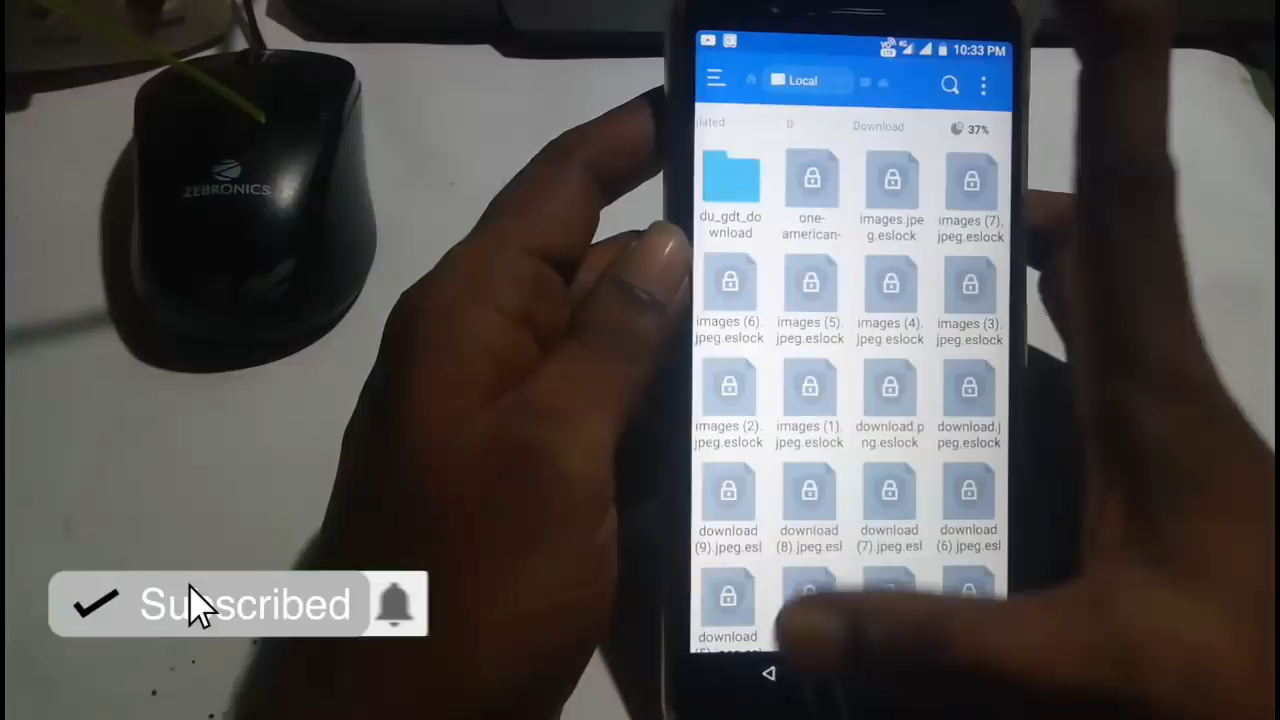 10:33 PM
Local
lated 0 Download 37%
du_gdt_do
wnload
one-
american-
images.jpe
g.eslock
images (7).
jpeg.eslock
images (6).
jpeg.eslock
images (5).
jpeg.eslock
images (4).
jpeg.eslock
images (3).
jpeg.eslock
images (2).
jpeg.eslock
images (1).
jpeg.eslock
download.p
ng.eslock
download.j
peg.eslock
download
(9).jpeg.esl
download
(8).jpeg.esl
download
(7).jpeg.esl
download
(6).jpeg.esl
download
ZEBRONICS
Subscribed